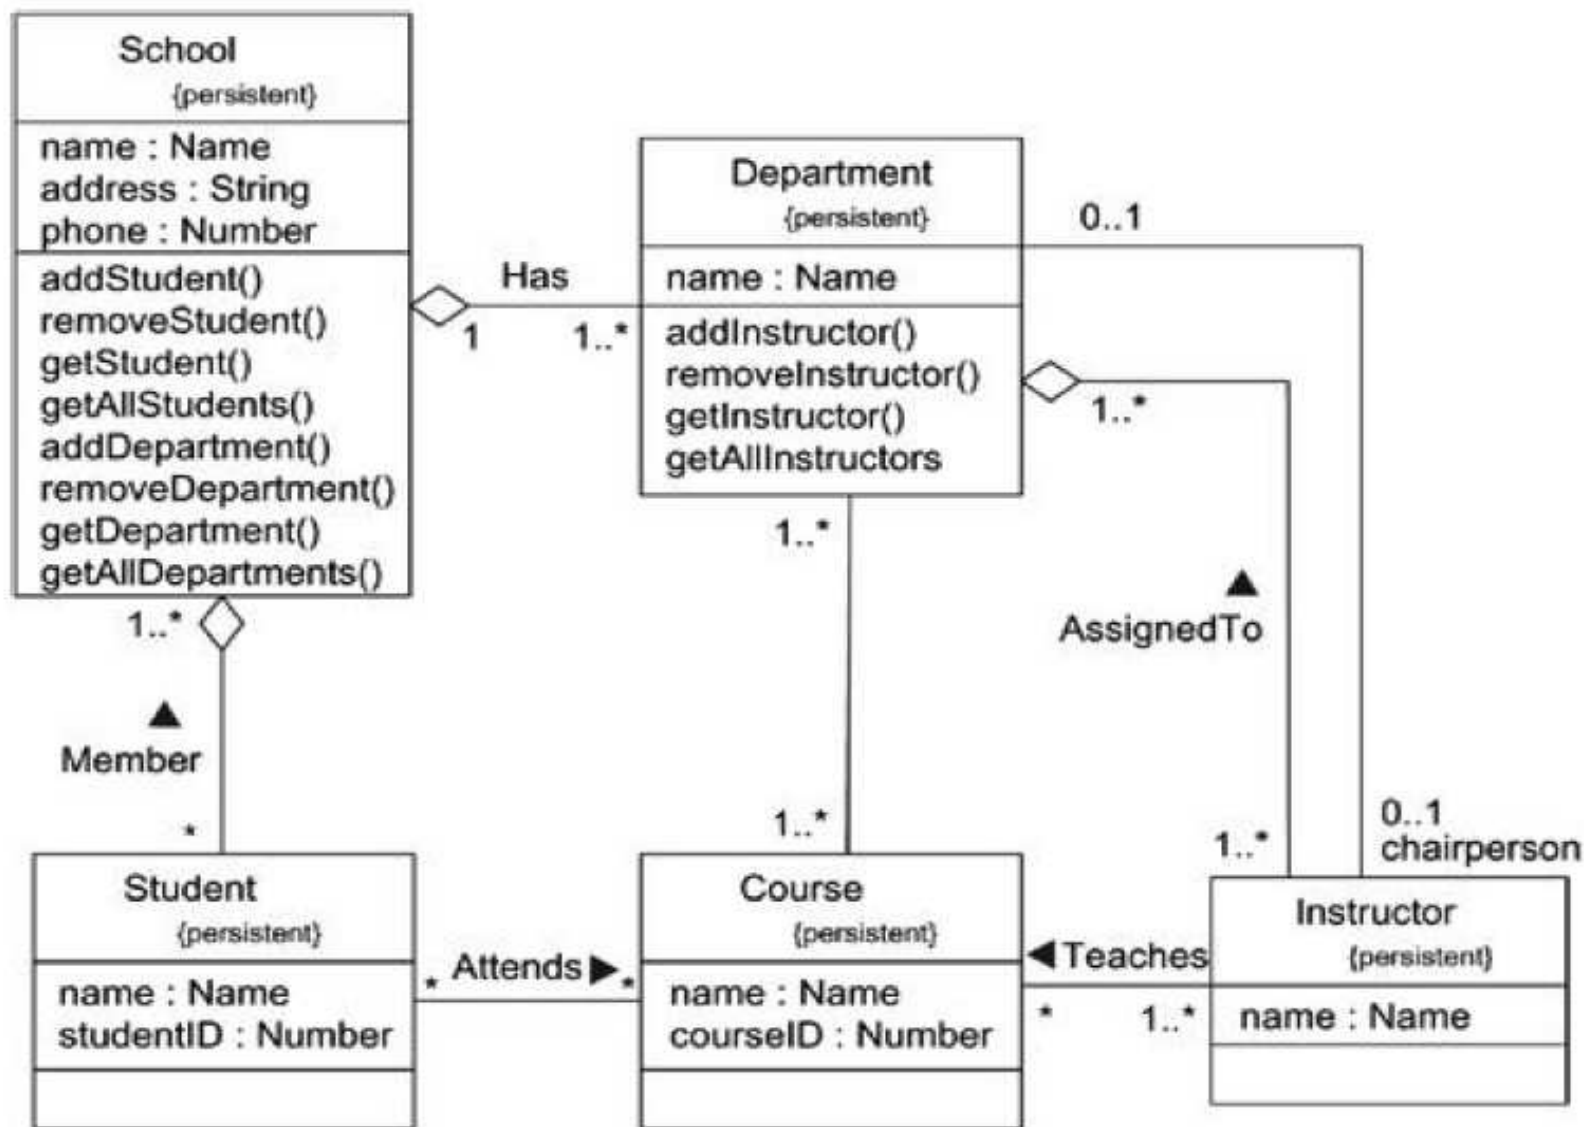 School
{persistent}
name : Name
address : String
phone : Number
addStudent()
removeStudent()
getStudent()
getAllStudents()
addDepartment()
removeDepartment()
getDepartment()
getAllDepartments()
Has
1
1..*
Department
{persistent}
name : Name
addInstructor()
removeInstructor()
getInstructor()
getAllInstructors
0..1
1..*
1..*
▲
AssignedTo
1..*
▲
Member
*
1..*
1..*
0..1
chairperson
Student
{persistent}
name : Name
studentID : Number
Attends ▶
*
*
Course
{persistent}
name : Name
courseID : Number
◀ Teaches
*
1..*
Instructor
{persistent}
name : Name